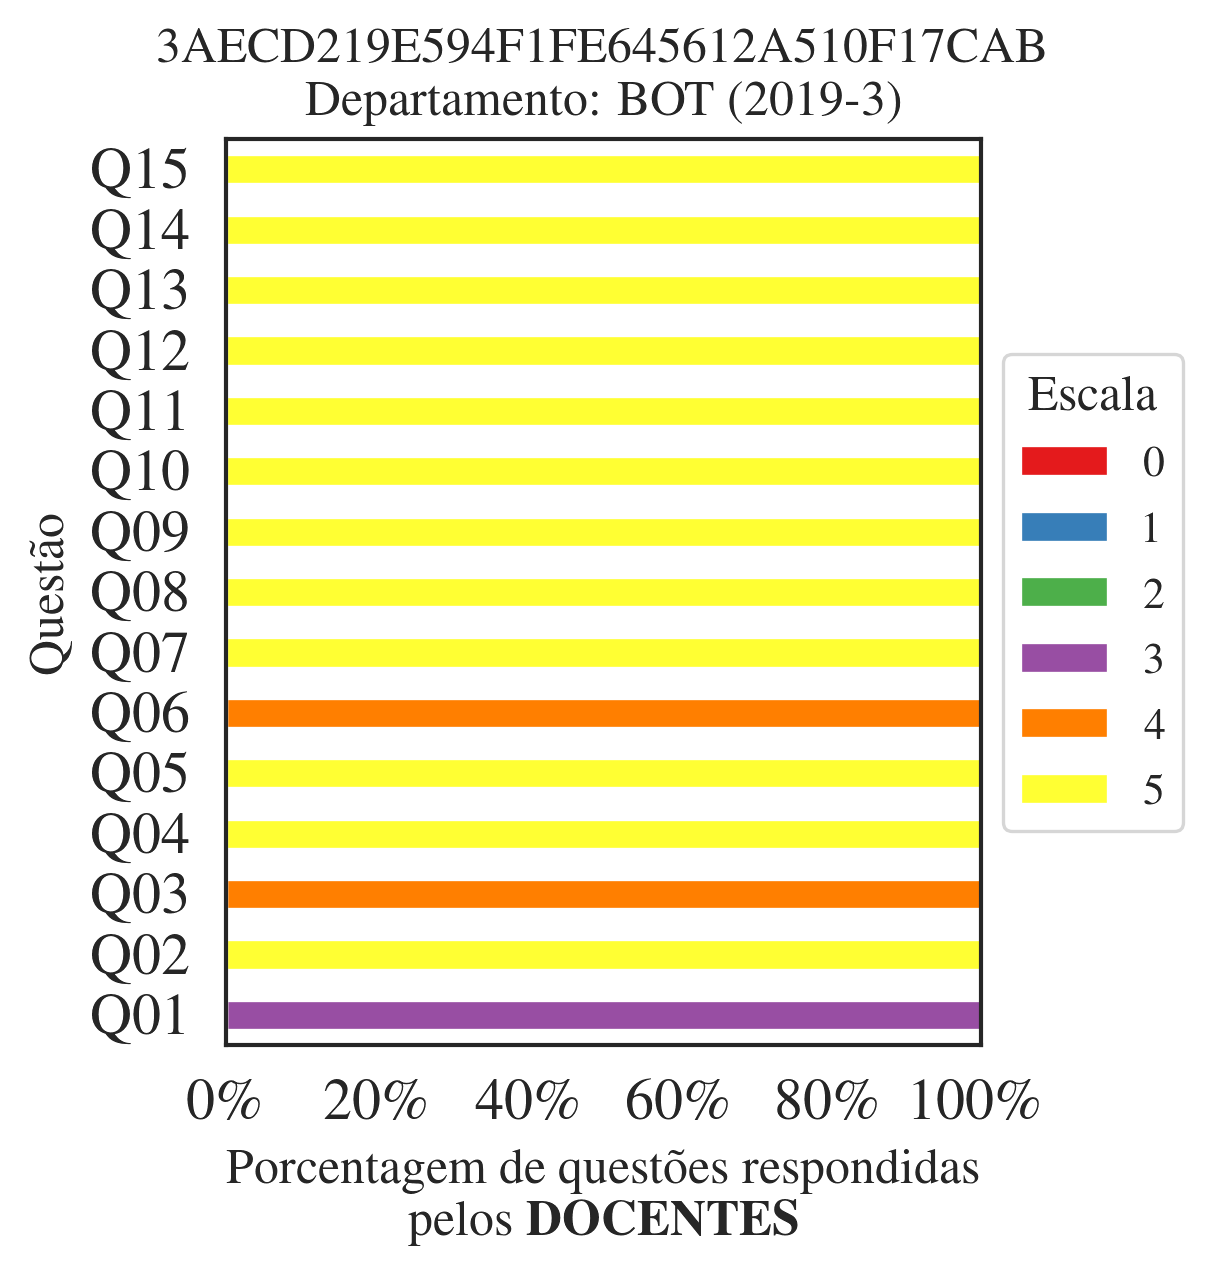 3AECD219E594F1FE645612A510F17CAB
Departamento: BOT (2019-3)
Q15
Q14
Q13
Q12
Q11
Q10
Q09
Q08
Q07
Q06
Q05
Q04
Q03
Q02
Q01
Questão
0% 20% 40% 60% 80% 100%
Porcentagem de questões respondidas
pelos DOCENTES
Escala
0
1
2
3
4
5